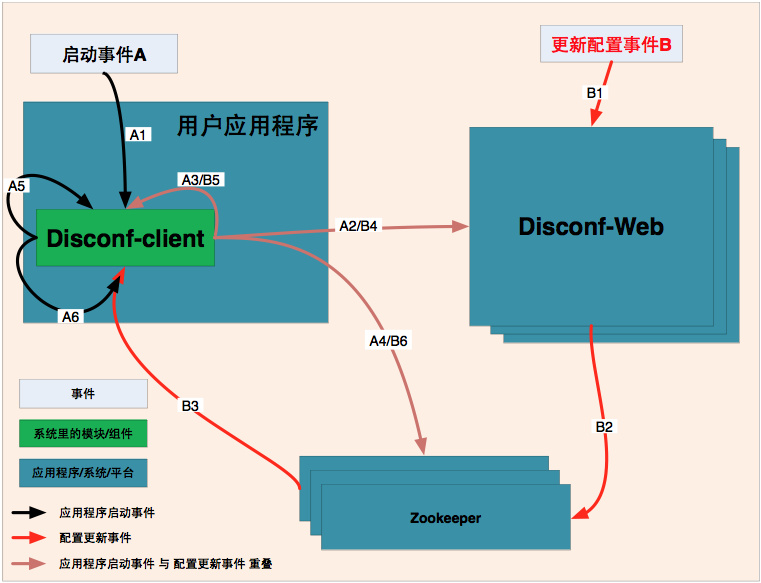 启动事件A
更新配置事件B
B1
A1
用户应用程序
A3/B5
A5
Disconf-client
A2/B4
Disconf-Web
A6
A4/B6
B3
B2
事件
系统里的模块/组件
应用程序/系统/平台
Zookeeper
应用程序启动事件
配置更新事件
应用程序启动事件 与 配置更新事件 重叠